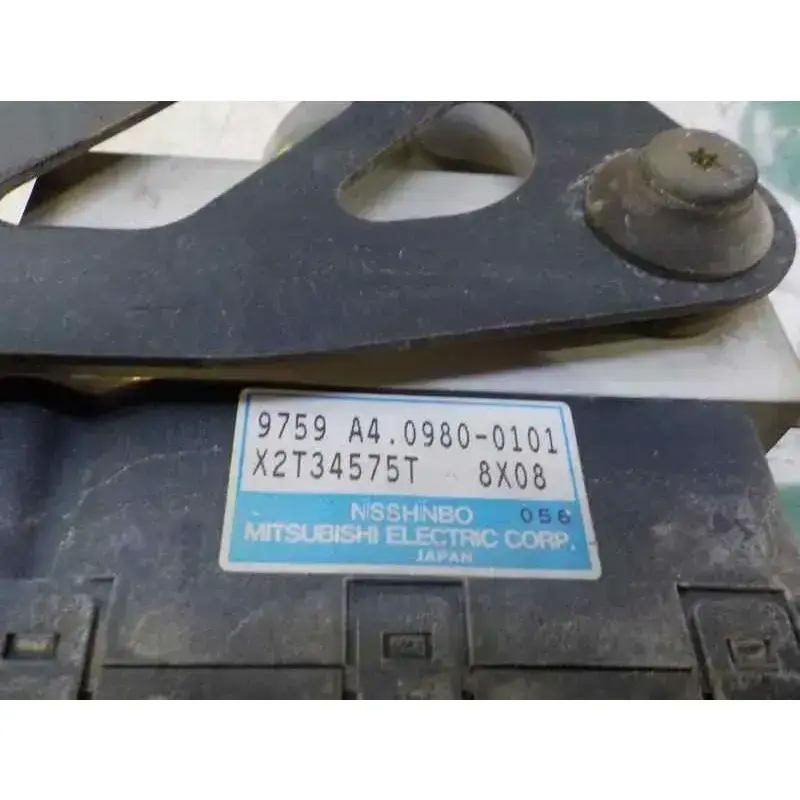 9759 A4.0980-0101
X2T34575T 8X08
NISSHINBO 056
MITSUBISHI ELECTRIC CORP.
JAPAN